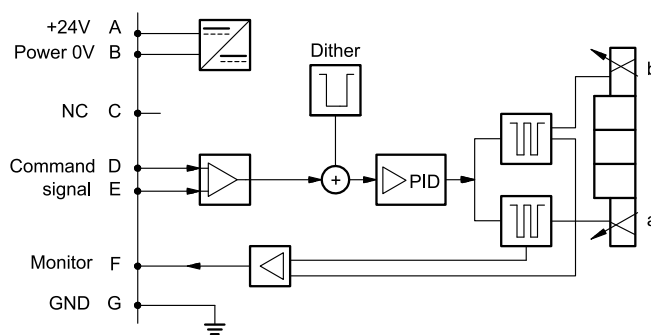 +24V A
Power 0V B
Dither
b
NC C
Command D
signal E
+
PID
a
Monitor F
GND G